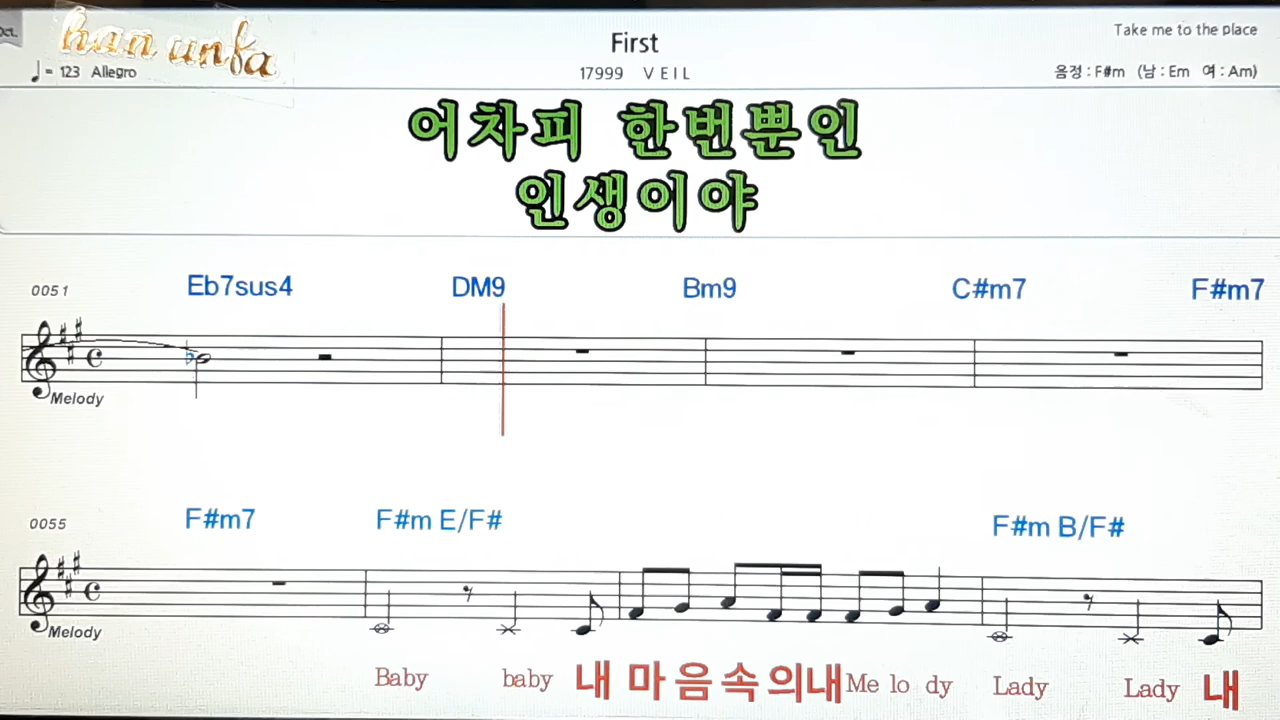 Oct.
han unfa
First
Take me to the place
♩= 123 Allegro
17999 VEIL
음정 : F#m (남 : Em 여 : Am)
어차피 한번뿐인
인생이야
0051
Eb7sus4 DM9 Bm9 C#m7 F#m7
Melody
0055
F#m7 F#m E/F# F#m B/F#
Melody
Baby baby 내 마 음 속 의 내 Me lo dy Lady Lady 내